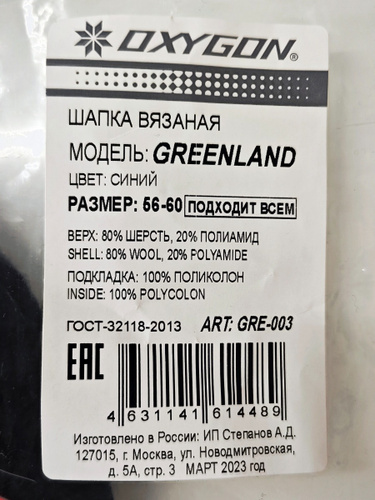 OXYGON®
ШАПКА ВЯЗАНАЯ
МОДЕЛЬ: GREENLAND
ЦВЕТ: СИНИЙ
РАЗМЕР: 56-60 ПОДХОДИТ ВСЕМ
ВЕРХ: 80% ШЕРСТЬ, 20% ПОЛИАМИД
SHELL: 80% WOOL, 20% POLYAMIDE
ПОДКЛАДКА: 100% ПОЛИКОЛОН
INSIDE: 100% POLYCOLON
ГОСТ-32118-2013 ART: GRE-003
EAC
4 631141 614489
Изготовлено в России: ИП Степанов А.Д.
127015, г. Москва, ул. Новодмитровская,
д. 5А, стр. 3 МАРТ 2023 год